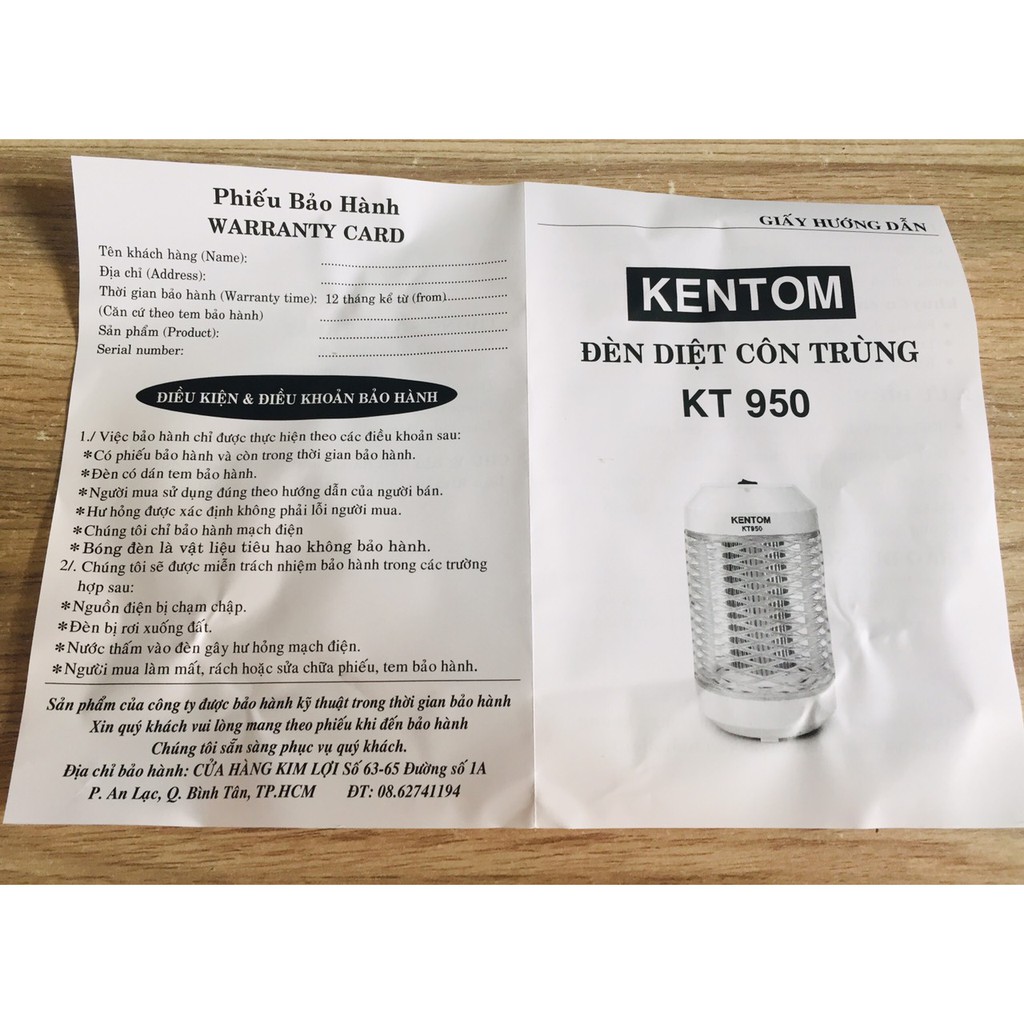 Phiếu Bảo Hành
WARRANTY CARD
Tên khách hàng (Name):
Địa chỉ (Address):
Thời gian bảo hành (Warranty time): 12 tháng kể từ (from)
(Căn cứ theo tem bảo hành)
Sản phẩm (Product):
Serial number:
ĐIỀU KIỆN & ĐIỀU KHOẢN BẢO HÀNH
1./ Việc bảo hành chỉ được thực hiện theo các điều khoản sau:
*Có phiếu bảo hành và còn trong thời gian bảo hành.
*Đèn có dán tem bảo hành.
*Người mua sử dụng đúng theo hướng dẫn của người bán.
*Hư hỏng được xác định không phải lỗi người mua.
*Chúng tôi chỉ bảo hành mạch điện
*Bóng đèn là vật liệu tiêu hao không bảo hành.
2/. Chúng tôi sẽ được miễn trách nhiệm bảo hành trong các trường
hợp sau:
*Nguồn điện bị chạm chập.
*Đèn bị rơi xuống đất.
*Nước thấm vào đèn gây hư hỏng mạch điện.
*Người mua làm mất, rách hoặc sửa chữa phiếu, tem bảo hành.
Sản phẩm của công ty được bảo hành kỹ thuật trong thời gian bảo hành
Xin quý khách vui lòng mang theo phiếu khi đến bảo hành
Chúng tôi sẵn sàng phục vụ quý khách.
Địa chỉ bảo hành: CỬA HÀNG KIM LỢI Số 63-65 Đường số 1A
P. An Lạc, Q. Bình Tân, TP.HCM ĐT: 08.62741194
GIẤY HƯỚNG DẪN
KENTOM
ĐÈN DIỆT CÔN TRÙNG
KT 950
KENTOM
KT950